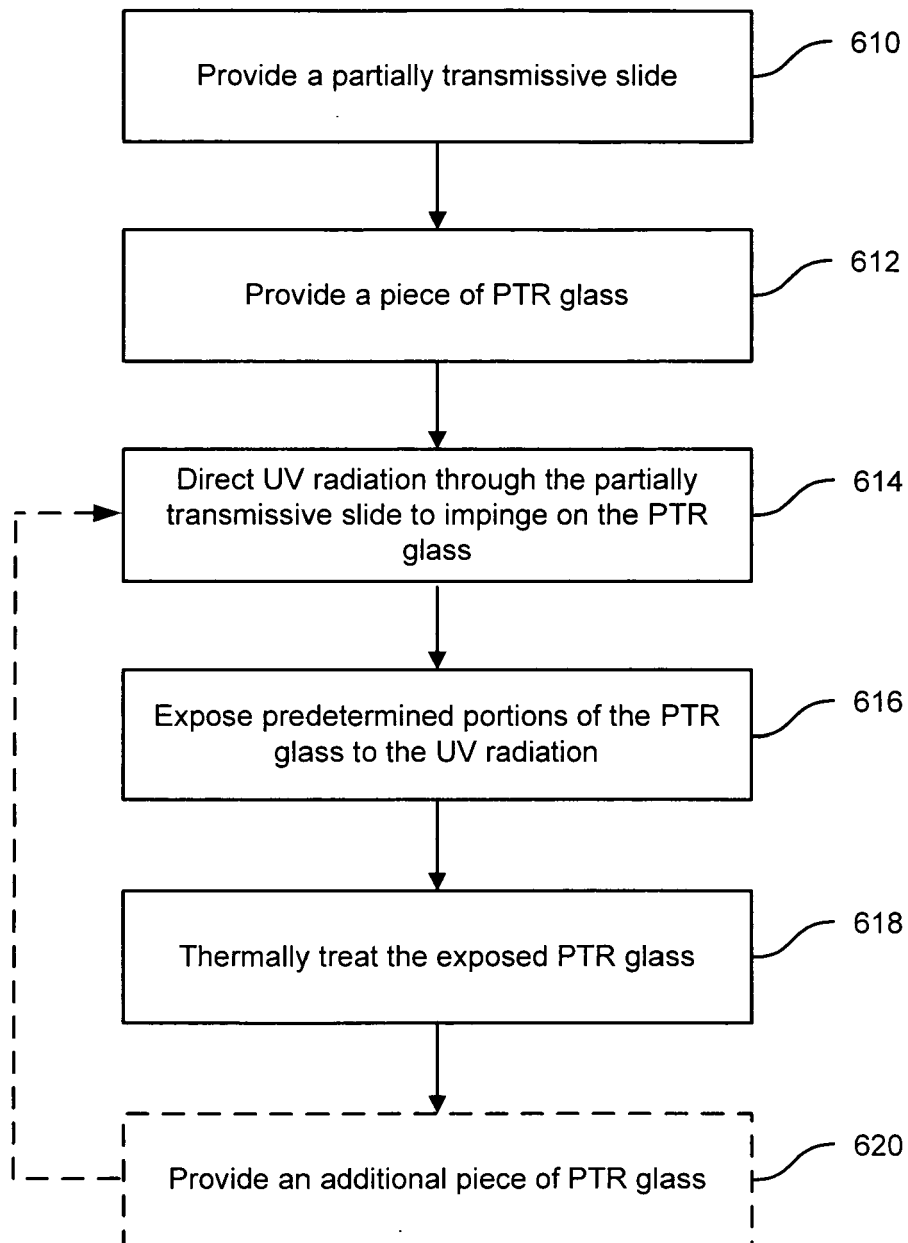 Provide a partially transmissive slide
610
Provide a piece of PTR glass
612
Direct UV radiation through the partially
transmissive slide to impinge on the PTR
glass
614
Expose predetermined portions of the PTR
glass to the UV radiation
616
Thermally treat the exposed PTR glass
618
Provide an additional piece of PTR glass
620